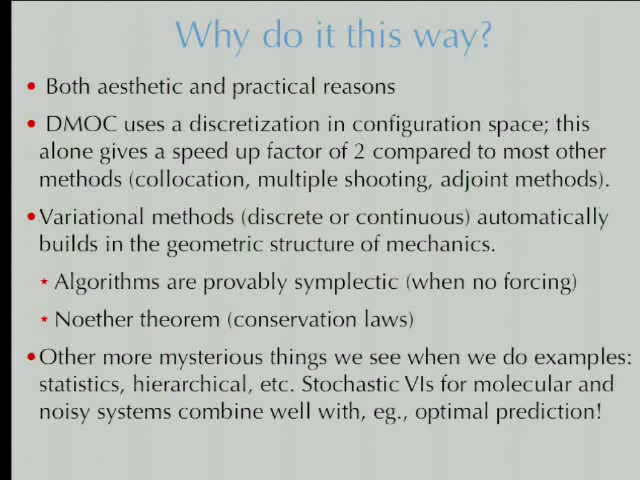 Why do it this way?
• Both aesthetic and practical reasons
• DMOC uses a discretization in configuration space; this
alone gives a speed up factor of 2 compared to most other
methods (collocation, multiple shooting, adjoint methods).
•Variational methods (discrete or continuous) automatically
builds in the geometric structure of mechanics.
* Algorithms are provably symplectic (when no forcing)
* Noether theorem (conservation laws)
•Other more mysterious things we see when we do examples:
statistics, hierarchical, etc. Stochastic VIs for molecular and
noisy systems combine well with, eg., optimal prediction!